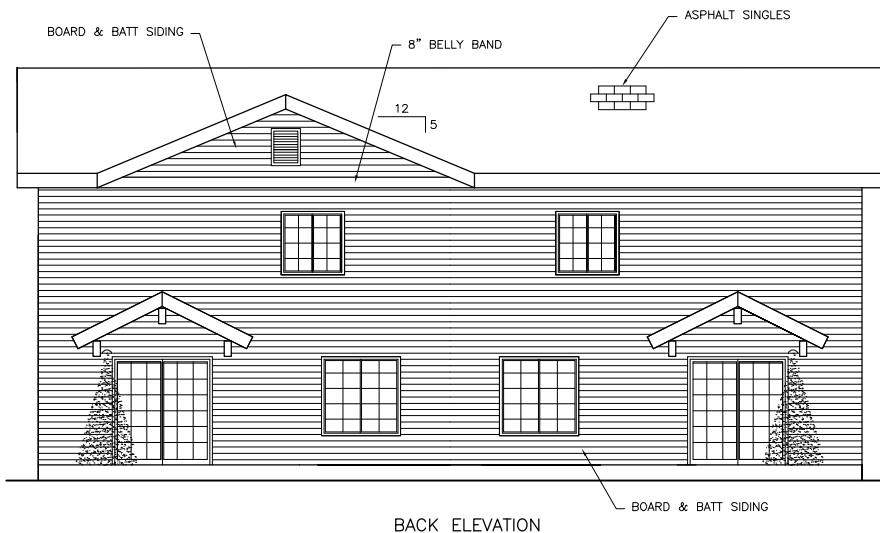 ASPHALT SINGLES
BOARD & BATT SIDING
8" BELLY BAND
12
5
BOARD & BATT SIDING
BACK ELEVATION